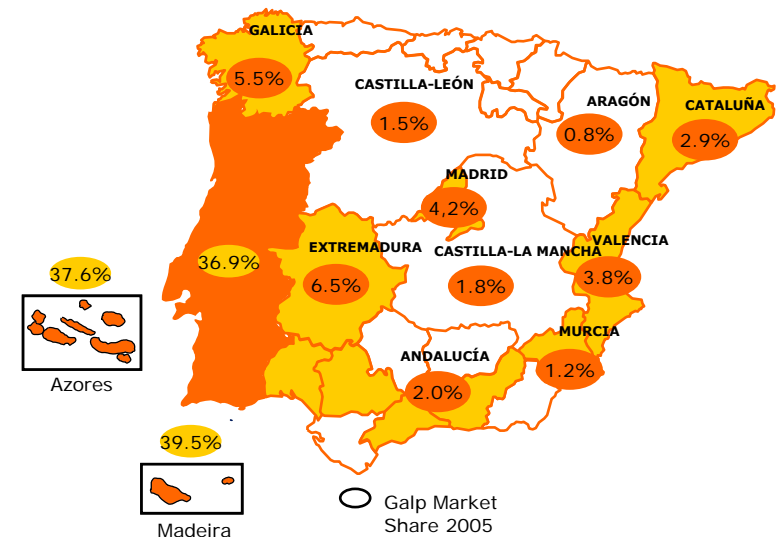 GALICIA
5.5%
CASTILLA-LEÓN
1.5%
ARAGÓN
0.8%
CATALUÑA
2.9%
MADRID
4,2%
EXTREMADURA
6.5%
CASTILLA-LA MANCHA
1.8%
VALENCIA
3.8%
36.9%
37.6%
Azores
MURCIA
1.2%
ANDALUCÍA
2.0%
39.5%
Madeira
Galp Market
Share 2005